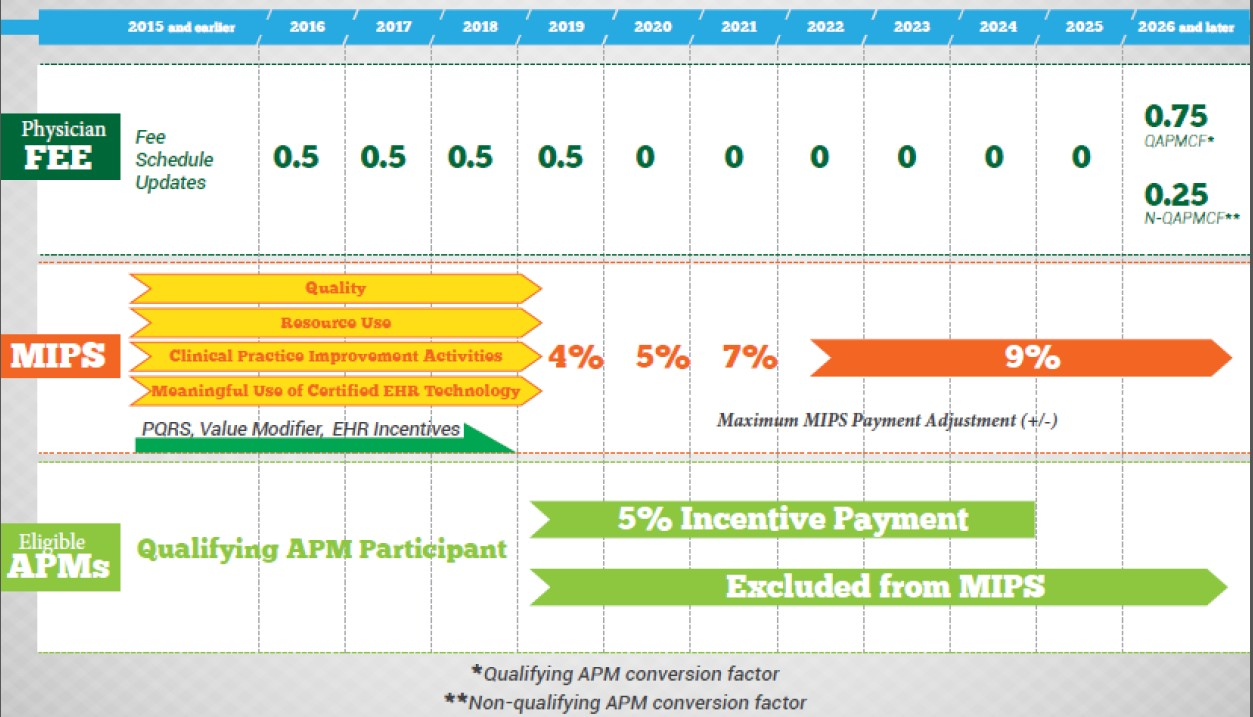 2015 and earlier 2016 2017 2018 2019 2020 2021 2022 2023 2024 2025 2026 and later
Physician
FEE
Fee
Schedule
Updates
0.5 0.5 0.5 0.5 0 0 0 0 0 0
0.75
QAPMCF*
0.25
N-QAPMCF**
MIPS
Quality
Resource Use
Clinical Practice Improvement Activities
Meaningful Use of Certified EHR Technology
PQRS, Value Modifier, EHR Incentives
4% 5% 7% 9%
Maximum MIPS Payment Adjustment (+/-)
Eligible
APMs
Qualifying APM Participant
5% Incentive Payment
Excluded from MIPS
*Qualifying APM conversion factor
**Non-qualifying APM conversion factor